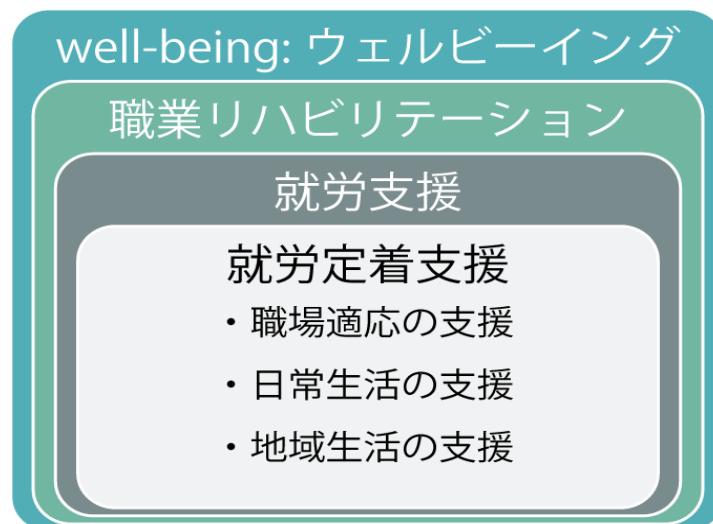 well-being: ウェルビーイング
職業リハビリテーション
就労支援
就労定着支援
・職場適応の支援
・日常生活の支援
・地域生活の支援